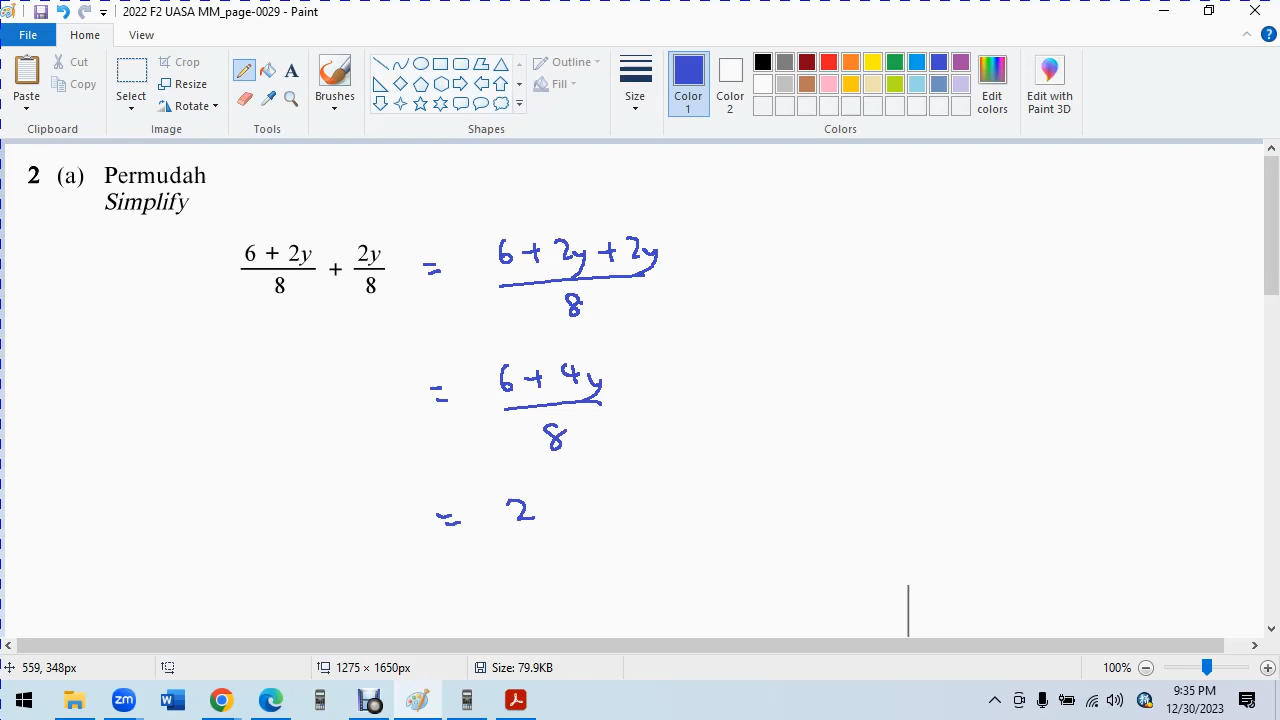 2022 F2 UASA MM_page-0029 - Paint
File Home View
Paste Cut Copy Select Crop Resize Rotate Brushes Outline Fill Size Color 1 Color 2 Edit colors Edit with Paint 3D
Clipboard Image Tools Shapes Colors
2 (a) Permudah
Simplify
6 + 2y / 8 + 2y / 8 = 6 + 2y + 2y / 8
= 6 + 4y / 8
= 2
559, 348px 1275 × 1650px Size: 79.9KB 100%
9:35 PM
12/30/2023